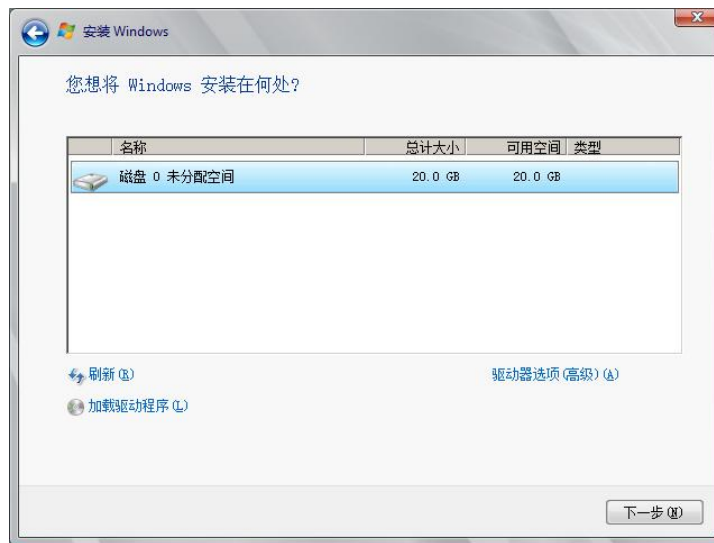 安装 Windows
您想将 Windows 安装在何处?
名称 总计大小 可用空间 类型
磁盘 0 未分配空间 20.0 GB 20.0 GB
刷新(R) 驱动器选项(高级)(A)
加载驱动程序(L)
下一步(N)